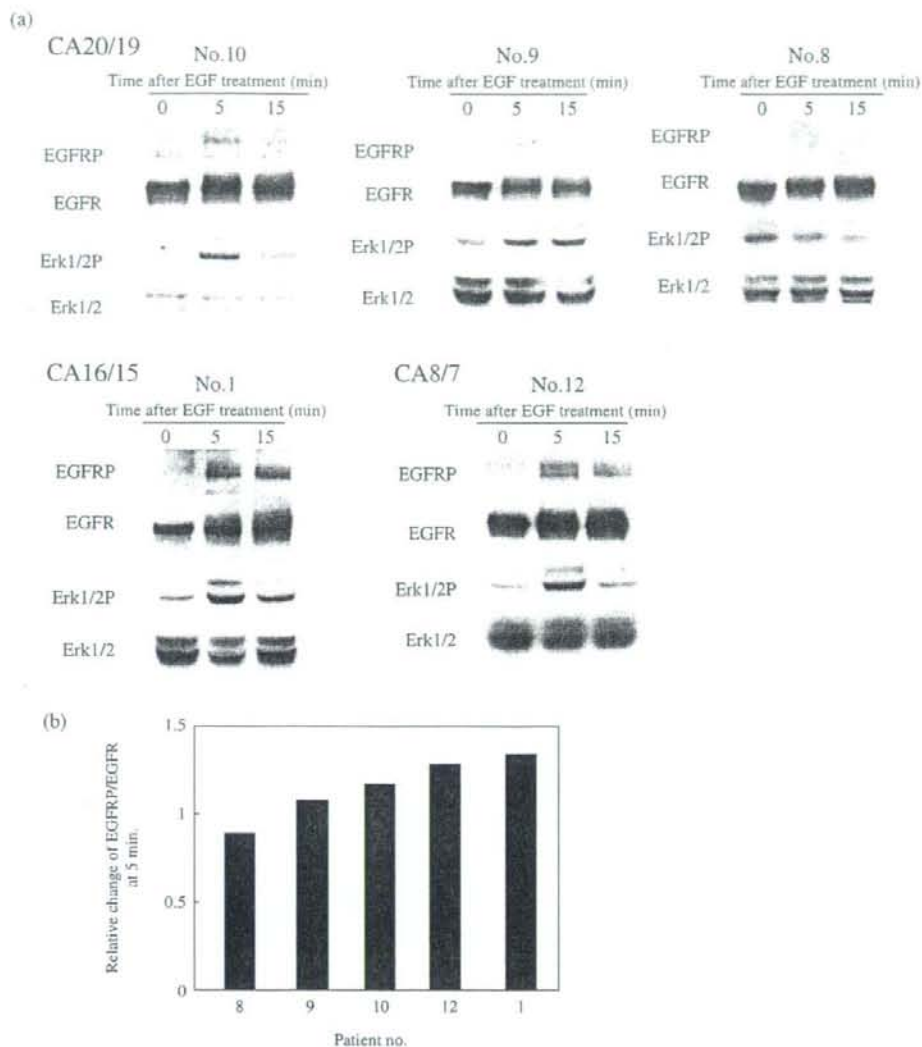 (a)
CA20/19
No.10
Time after EGF treatment (min)
0 5 15
EGFRP
EGFR
Erk1/2P
Erk1/2
No.9
Time after EGF treatment (min)
0 5 15
EGFRP
EGFR
Erk1/2P
Erk1/2
No.8
Time after EGF treatment (min)
0 5 15
EGFRP
EGFR
Erk1/2P
Erk1/2
CA16/15
No.1
Time after EGF treatment (min)
0 5 15
EGFRP
EGFR
Erk1/2P
Erk1/2
CA8/7
No.12
Time after EGF treatment (min)
0 5 15
EGFRP
EGFR
Erk1/2P
Erk1/2
(b)
Relative change of EGFRP/EGFR
at 5 min.
1.5
1
0.5
0
8 9 10 12 1
Patient no.